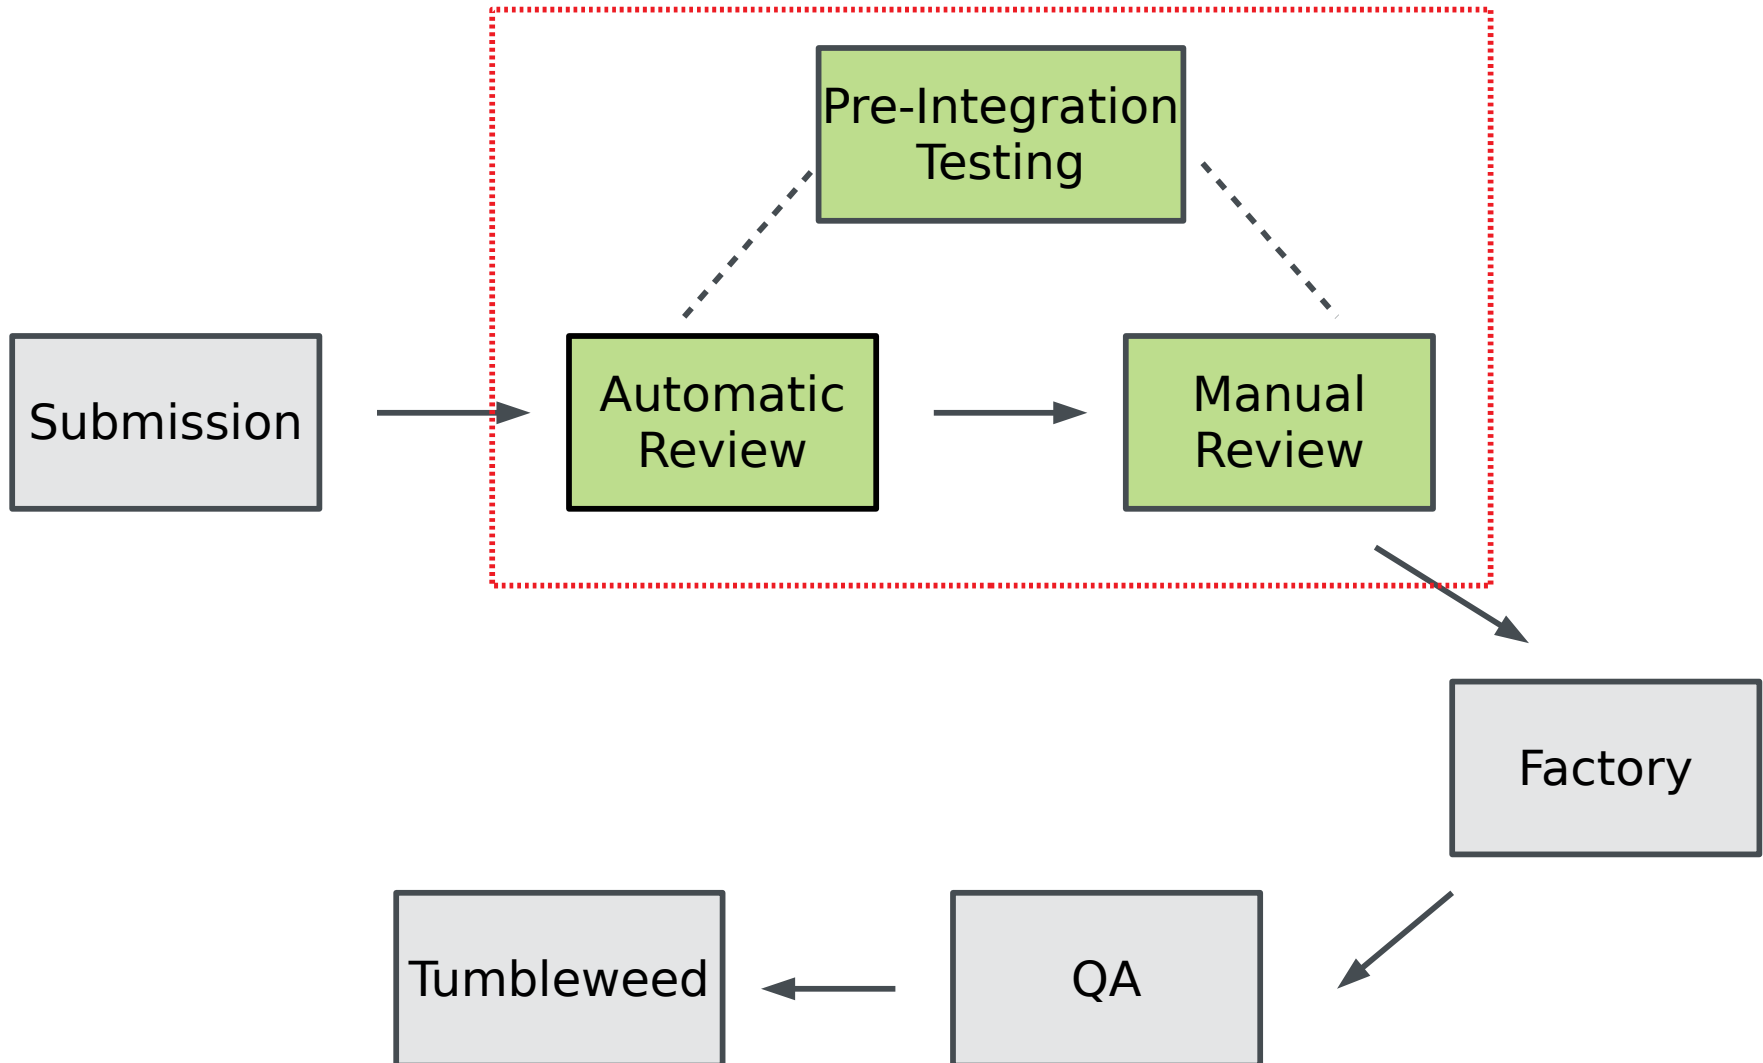 Pre-Integration
Testing
Submission
Automatic
Review
Manual
Review
Factory
Tumbleweed
QA